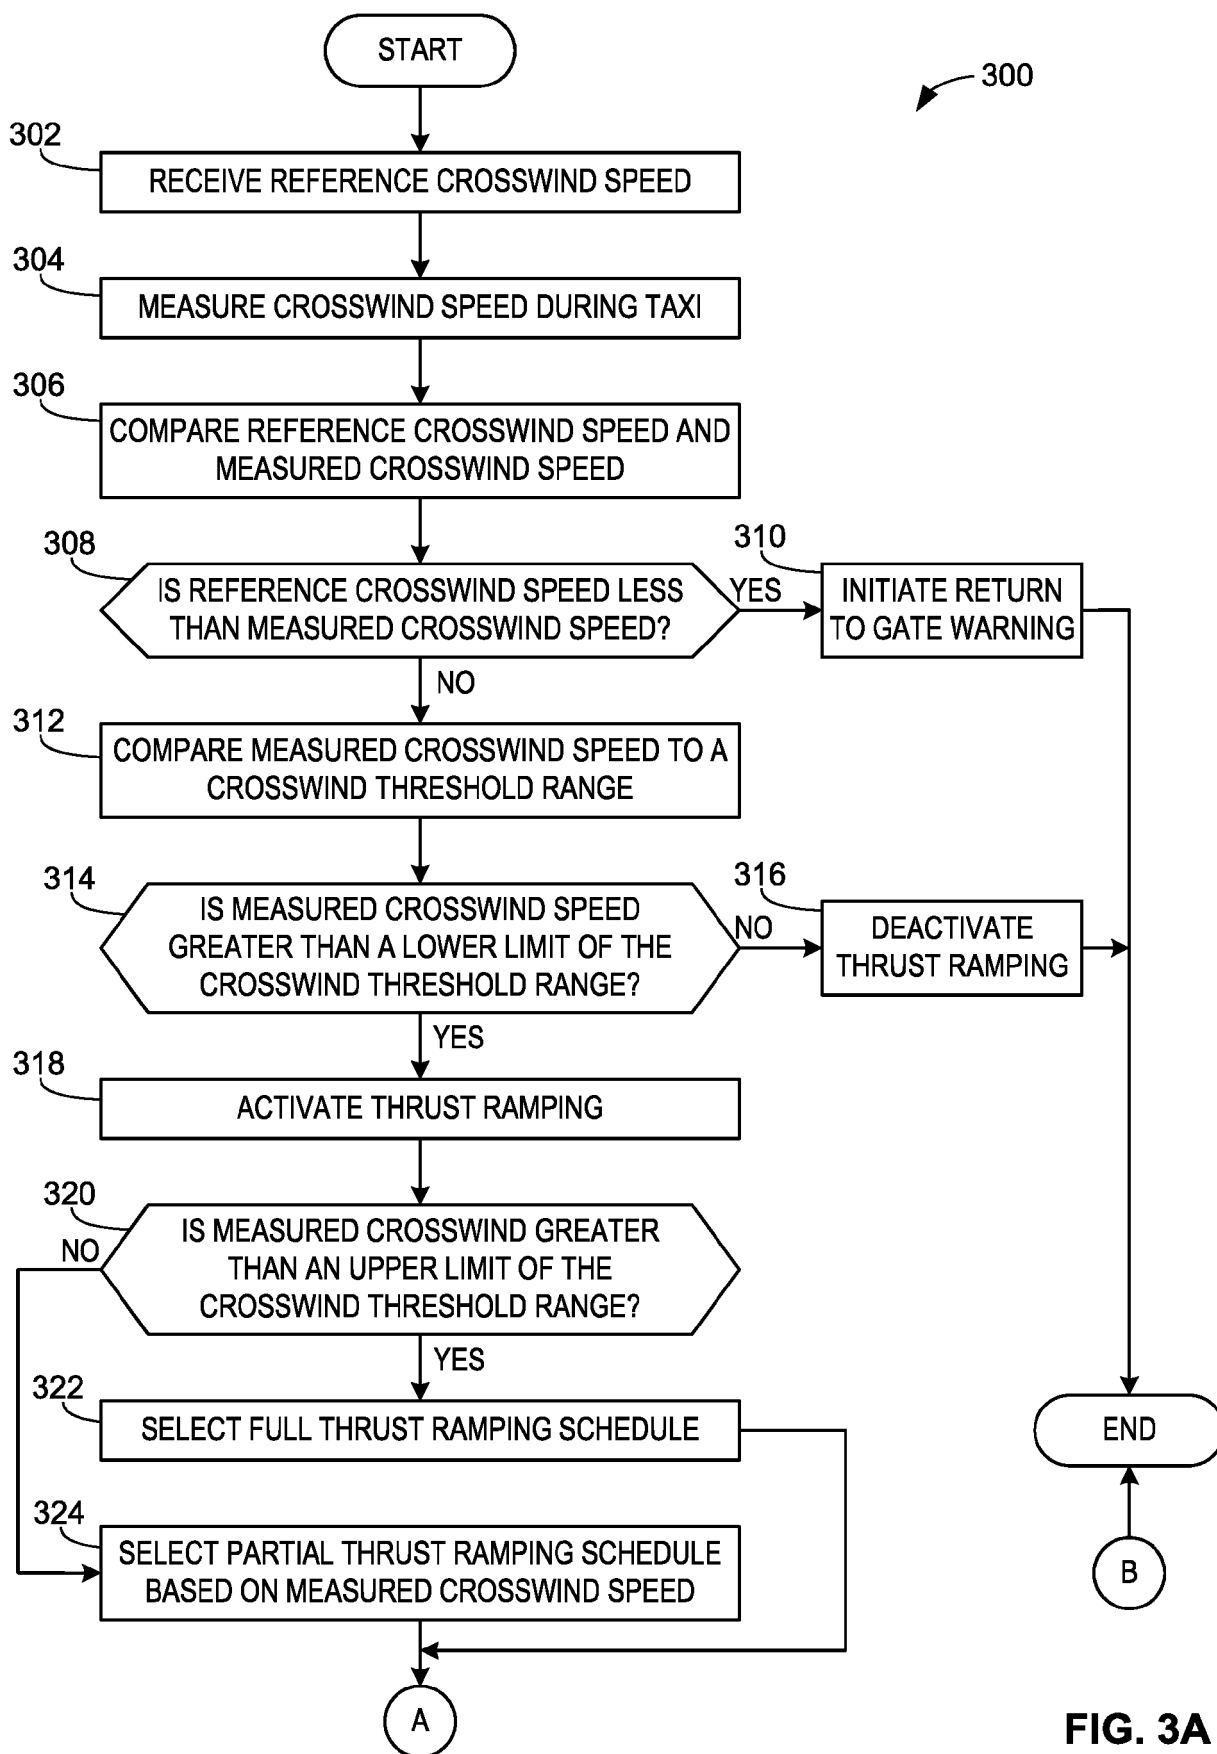 START
300
302
RECEIVE REFERENCE CROSSWIND SPEED
304
MEASURE CROSSWIND SPEED DURING TAXI
306
COMPARE REFERENCE CROSSWIND SPEED AND
MEASURED CROSSWIND SPEED
308
IS REFERENCE CROSSWIND SPEED LESS
THAN MEASURED CROSSWIND SPEED?
YES
310
INITIATE RETURN
TO GATE WARNING
NO
312
COMPARE MEASURED CROSSWIND SPEED TO A
CROSSWIND THRESHOLD RANGE
314
IS MEASURED CROSSWIND SPEED
GREATER THAN A LOWER LIMIT OF THE
CROSSWIND THRESHOLD RANGE?
NO
316
DEACTIVATE
THRUST RAMPING
YES
318
ACTIVATE THRUST RAMPING
320
NO
IS MEASURED CROSSWIND GREATER
THAN AN UPPER LIMIT OF THE
CROSSWIND THRESHOLD RANGE?
YES
322
SELECT FULL THRUST RAMPING SCHEDULE
END
324
SELECT PARTIAL THRUST RAMPING SCHEDULE
BASED ON MEASURED CROSSWIND SPEED
B
A
FIG. 3A